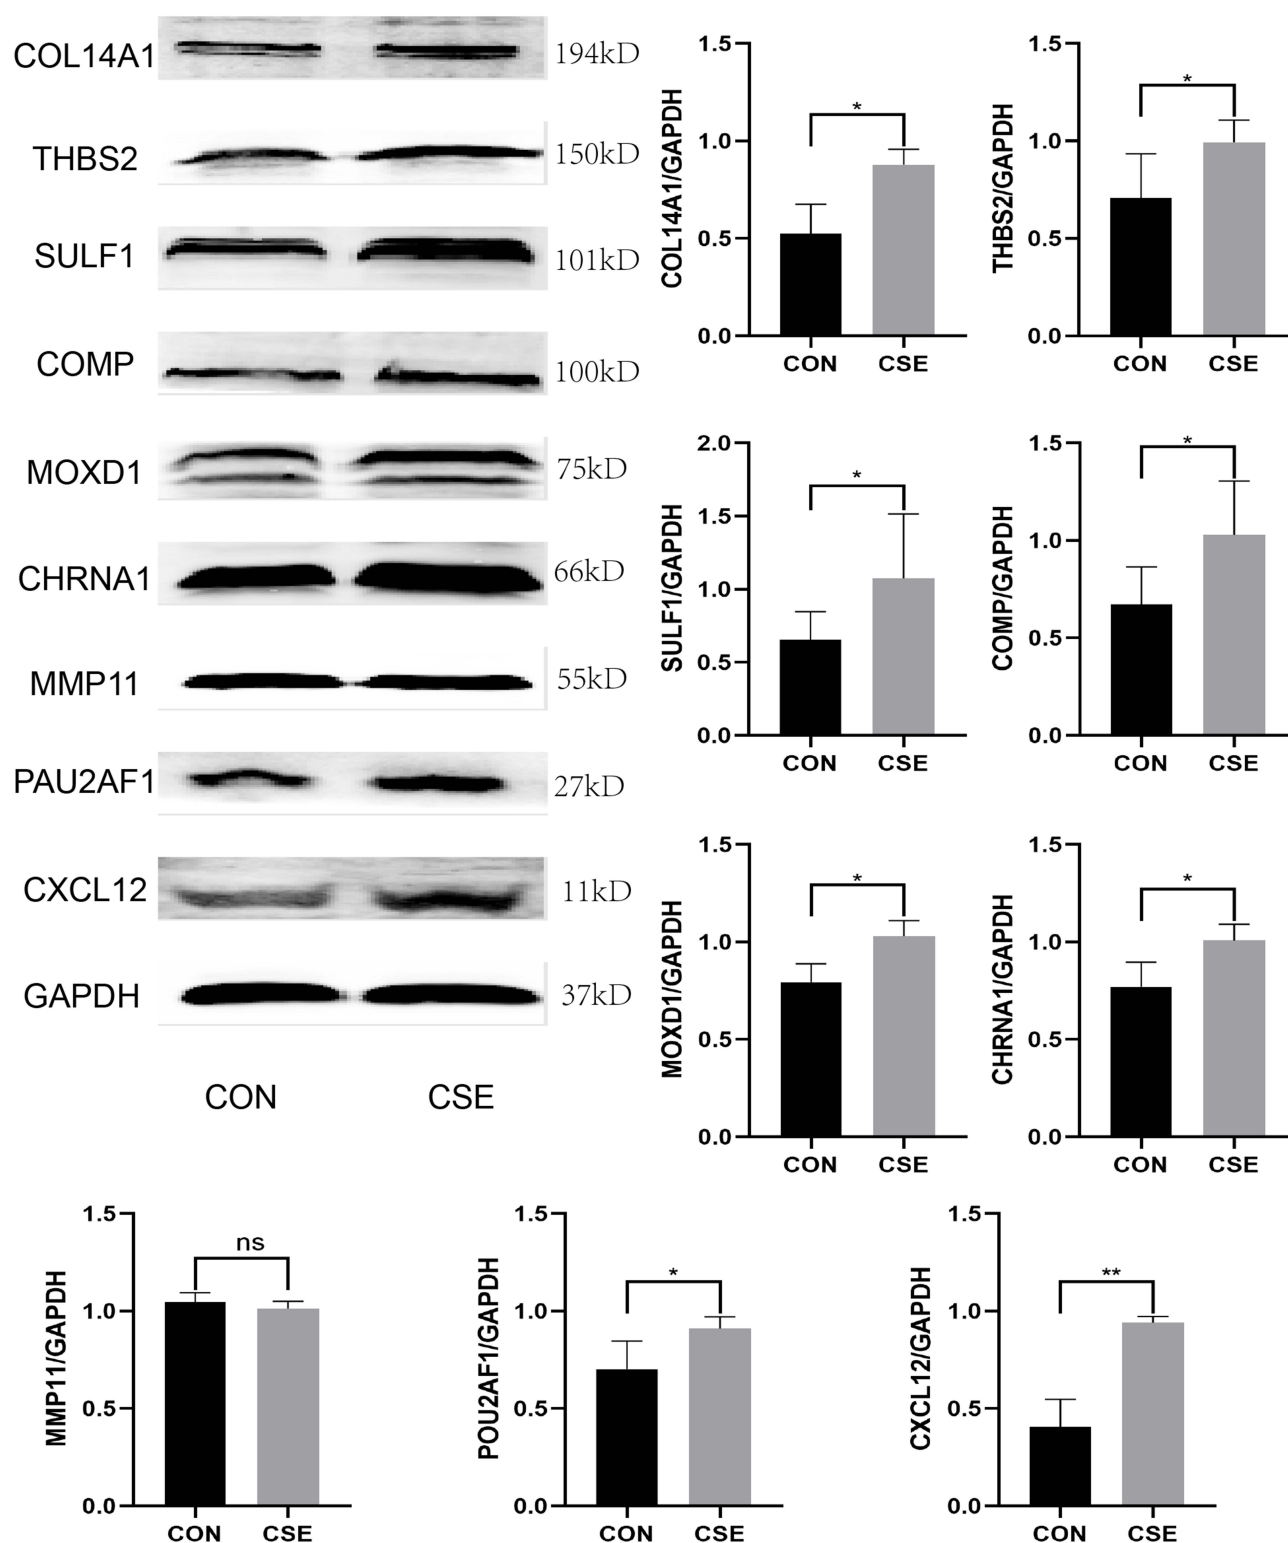 COL14A1 194kD
THBS2 150kD
SULF1 101kD
COMP 100kD
MOXD1 75kD
CHRNA1 66kD
MMP11 55kD
PAU2AF1 27kD
CXCL12 11kD
GAPDH 37kD
CON CSE
COL14A1/GAPDH
1.5
1.0
0.5
0.0
*
CON CSE
THBS2/GAPDH
1.5
1.0
0.5
0.0
*
CON CSE
SULF1/GAPDH
2.0
1.5
1.0
0.5
0.0
*
CON CSE
COMP/GAPDH
1.5
1.0
0.5
0.0
*
CON CSE
MOXD1/GAPDH
1.5
1.0
0.5
0.0
*
CON CSE
CHRNA1/GAPDH
1.5
1.0
0.5
0.0
*
CON CSE
MMP11/GAPDH
1.5
1.0
0.5
0.0
ns
CON CSE
POU2AF1/GAPDH
1.5
1.0
0.5
0.0
*
CON CSE
CXCL12/GAPDH
1.5
1.0
0.5
0.0
**
CON CSE